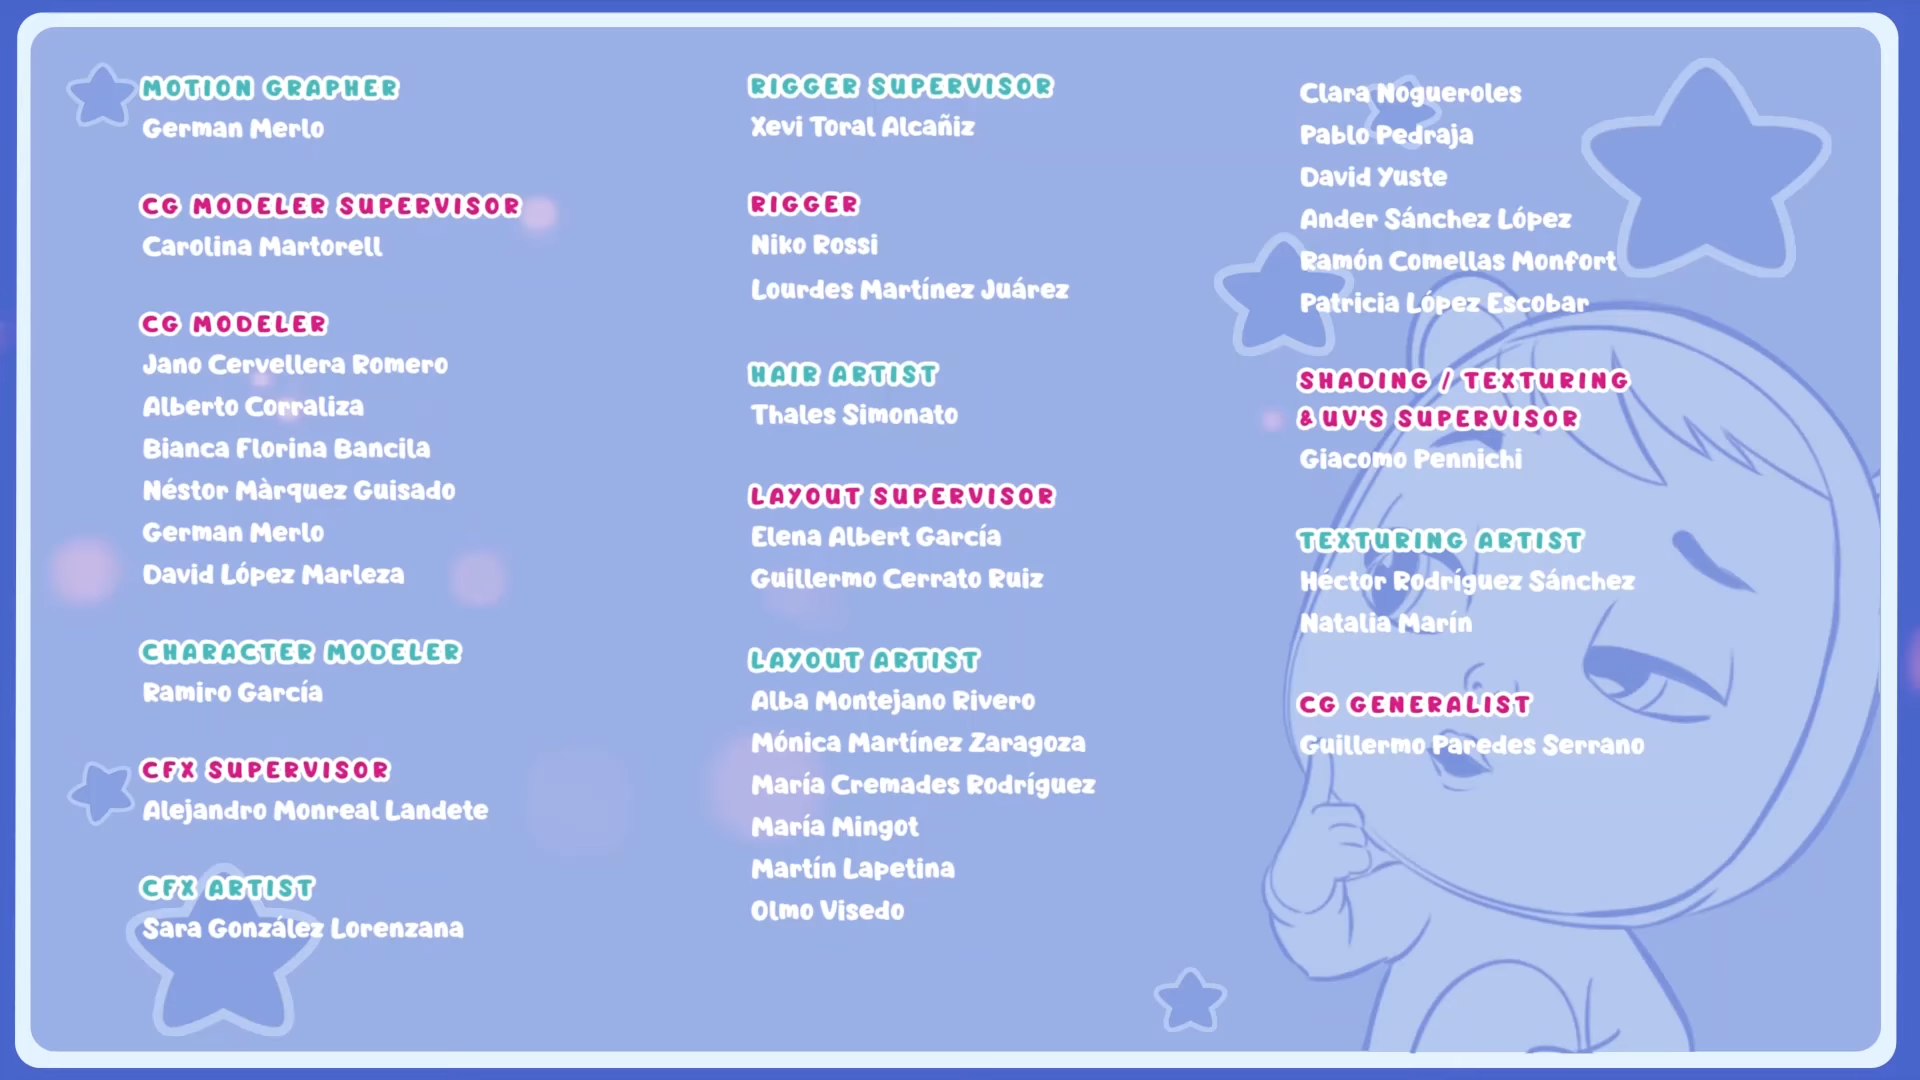 MOTION GRAPHER
German Merlo
CG MODELER SUPERVISOR
Carolina Martorell
CG MODELER
Jano Cervellera Romero
Alberto Corraliza
Bianca Florina Bancila
Néstor Màrquez Guisado
German Merlo
David López Marleza
CHARACTER MODELER
Ramiro García
CFX SUPERVISOR
Alejandro Monreal Landete
CFX ARTIST
Sara González Lorenzana
RIGGER SUPERVISOR
Xevi Toral Alcañiz
RIGGER
Niko Rossi
Lourdes Martínez Juárez
HAIR ARTIST
Thales Simonato
LAYOUT SUPERVISOR
Elena Albert García
Guillermo Cerrato Ruiz
LAYOUT ARTIST
Alba Montejano Rivero
Mónica Martínez Zaragoza
María Cremades Rodríguez
María Mingot
Martín Lapetina
Olmo Visedo
Clara Nogueroles
Pablo Pedraja
David Yuste
Ander Sánchez López
Ramón Comellas Monfort
Patricia López Escobar
SHADING / TEXTURING
& UV'S SUPERVISOR
Giacomo Pennichi
TEXTURING ARTIST
Héctor Rodríguez Sánchez
Natalia Marín
CG GENERALIST
Guillermo Paredes Serrano